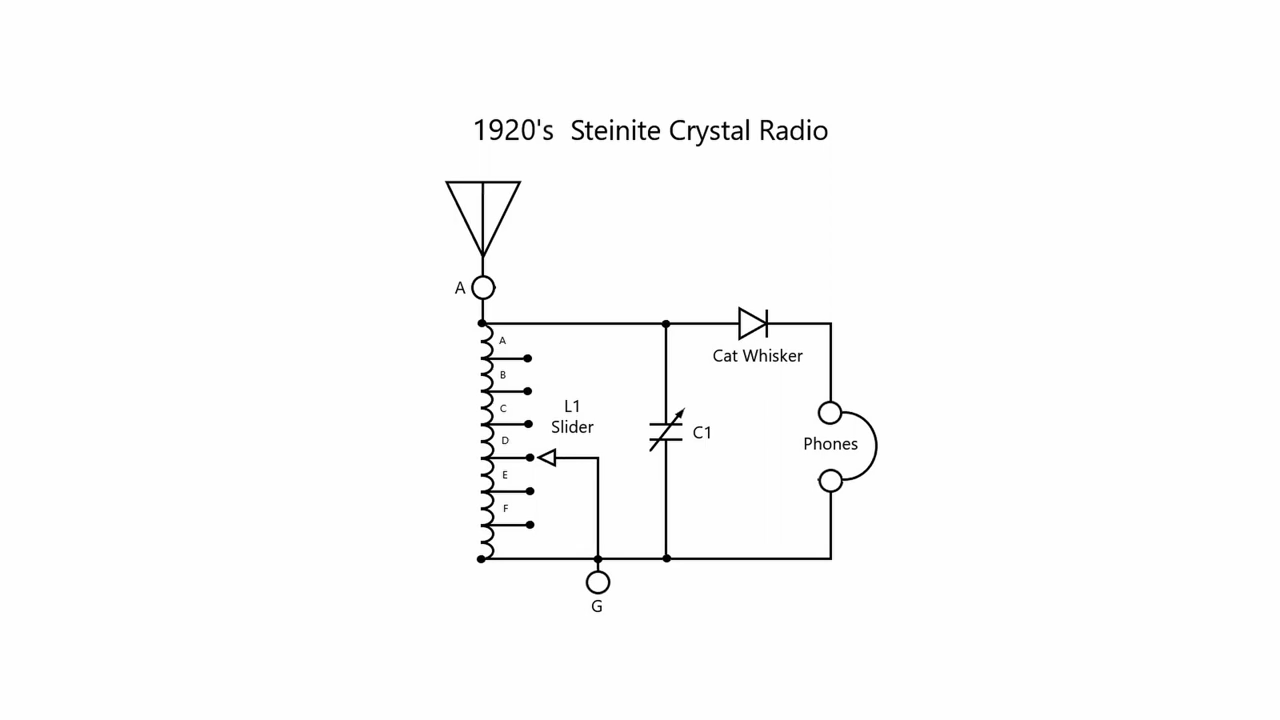 1920's Steinite Crystal Radio
A
A
B
C
D
E
F
L1
Slider
C1
Cat Whisker
Phones
G